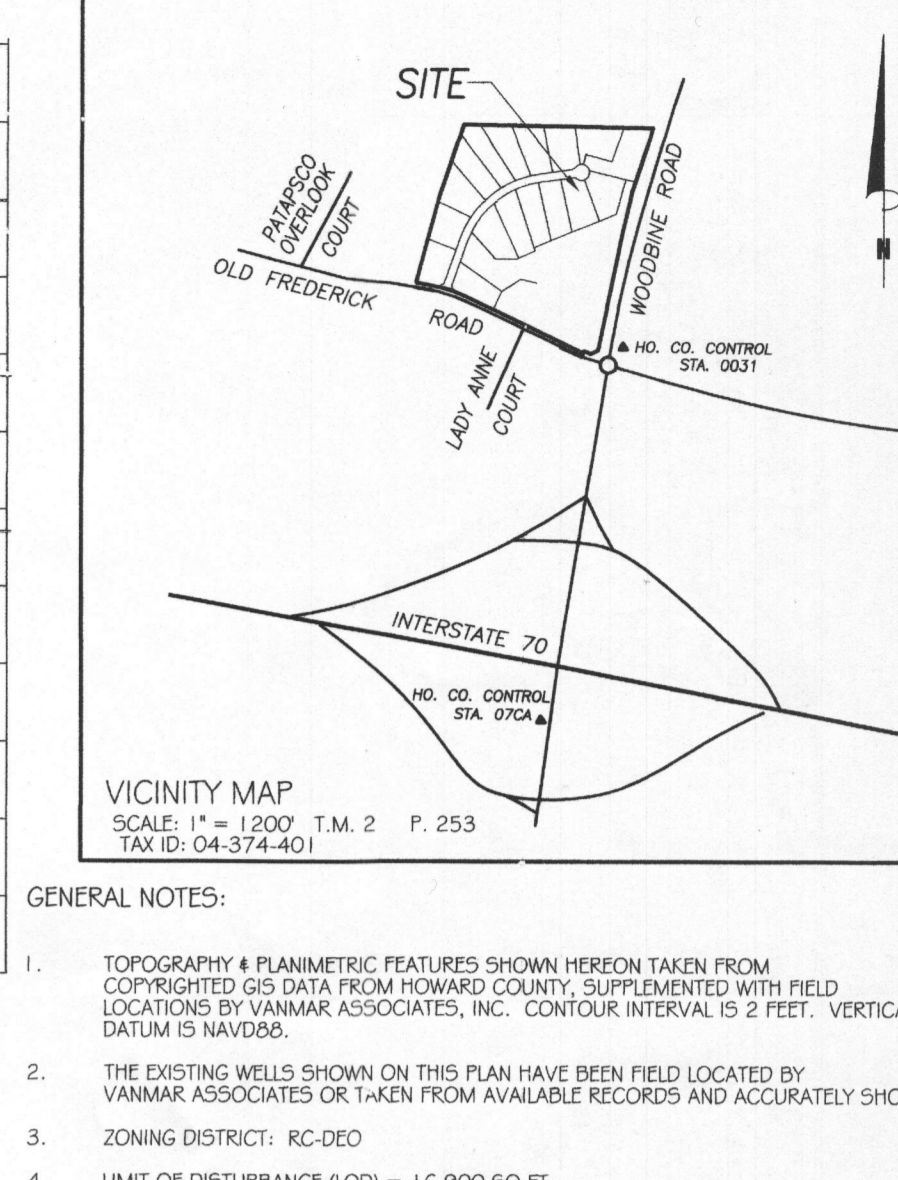 SITE
PATAPSCO
OVERLOOK
COURT
WOODBINE ROAD
N
OLD FREDERICK
ROAD
HO. CO. CONTROL
STA. 0031
LADY ANNE
COURT
INTERSTATE 70
HO. CO. CONTROL
STA. 07CA
VICINITY MAP
SCALE: 1" = 1200' T.M. 2 P. 253
TAX ID: 04-374-401
GENERAL NOTES:
1. TOPOGRAPHY & PLANIMETRIC FEATURES SHOWN HEREON TAKEN FROM
COPYRIGHTED GIS DATA FROM HOWARD COUNTY, SUPPLEMENTED WITH FIELD
LOCATIONS BY VANMAR ASSOCIATES, INC. CONTOUR INTERVAL IS 2 FEET. VERTICA
DATUM IS NAVD88.
2. THE EXISTING WELLS SHOWN ON THIS PLAN HAVE BEEN FIELD LOCATED BY
VANMAR ASSOCIATES OR TAKEN FROM AVAILABLE RECORDS AND ACCURATELY SHO
3. ZONING DISTRICT: RC-DEO
4. LIMIT OF DISTURBANCE (LOD) =